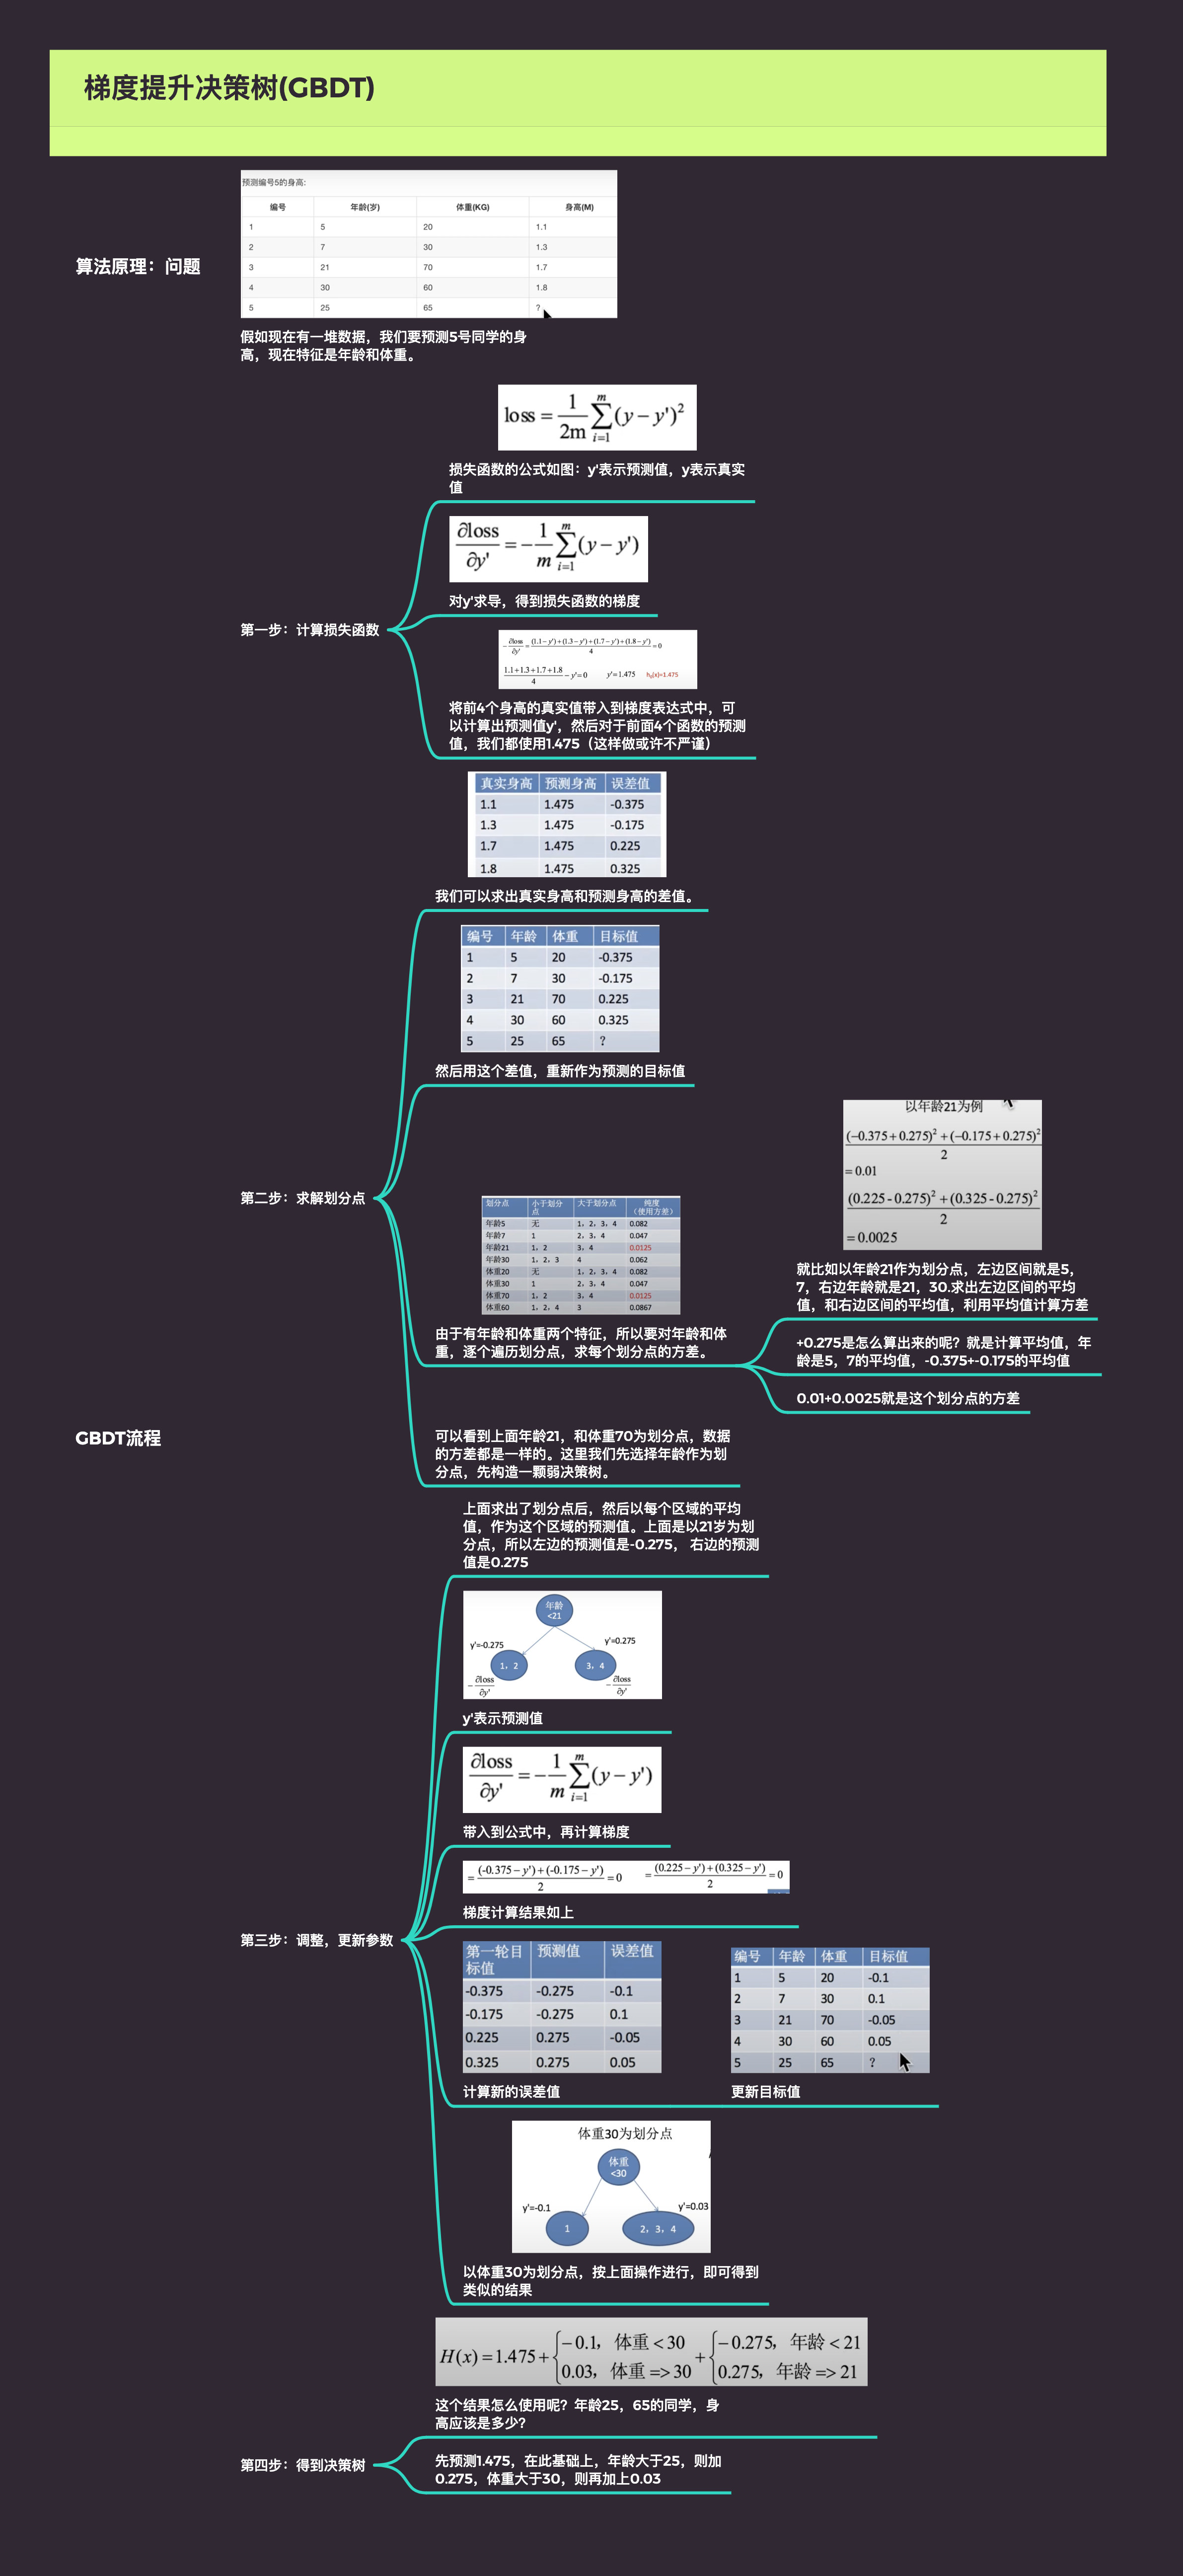 梯度提升决策树(GBDT)
算法原理：问题
预测编号5的身高:
编号 年龄(岁) 体重(KG) 身高(M)
1 5 20 1.1
2 7 30 1.3
3 21 70 1.7
4 30 60 1.8
5 25 65 ?
假如现在有一堆数据，我们要预测5号同学的身
高，现在特征是年龄和体重。
GBDT流程
第一步：计算损失函数
loss = 1/2m ∑_{i=1}^{m} (y − y')²
损失函数的公式如图：y'表示预测值，y表示真实
值
∂loss/∂y' = − 1/m ∑_{i=1}^{m} (y − y')
对y'求导，得到损失函数的梯度
− ∂loss/∂y' = (1.1− y')+(1.3− y')+(1.7− y')+(1.8− y') / 4 = 0
1.1+1.3+1.7+1.8 / 4 − y'= 0 y'=1.475 h₀(x)=1.475
将前4个身高的真实值带入到梯度表达式中，可
以计算出预测值y'，然后对于前面4个函数的预测
值，我们都使用1.475（这样做或许不严谨）
第二步：求解划分点
真实身高 预测身高 误差值
1.1 1.475 -0.375
1.3 1.475 -0.175
1.7 1.475 0.225
1.8 1.475 0.325
我们可以求出真实身高和预测身高的差值。
编号 年龄 体重 目标值
1 5 20 -0.375
2 7 30 -0.175
3 21 70 0.225
4 30 60 0.325
5 25 65 ？
然后用这个差值，重新作为预测的目标值
划分点 小于划分点 大于划分点 纯度（使用方差）
年龄5 无 1，2，3，4 0.082
年龄7 1 2，3，4 0.047
年龄21 1，2 3，4 0.0125
年龄30 1，2，3 4 0.062
体重20 无 1，2，3，4 0.082
体重30 1 2，3，4 0.047
体重70 1，2 3，4 0.0125
体重60 1，2，4 3 0.0867
由于有年龄和体重两个特征，所以要对年龄和体
重，逐个遍历划分点，求每个划分点的方差。
以年龄21为例
(−0.375+0.275)²+(−0.175+0.275)² / 2
= 0.01
(0.225-0.275)²+(0.325-0.275)² / 2
= 0.0025
就比如以年龄21作为划分点，左边区间就是5，
7，右边年龄就是21，30.求出左边区间的平均
值，和右边区间的平均值，利用平均值计算方差
+0.275是怎么算出来的呢？就是计算平均值，年
龄是5，7的平均值，-0.375+-0.175的平均值
0.01+0.0025就是这个划分点的方差
可以看到上面年龄21，和体重70为划分点，数据
的方差都是一样的。这里我们先选择年龄作为划
分点，先构造一颗弱决策树。
第三步：调整，更新参数
上面求出了划分点后，然后以每个区域的平均
值，作为这个区域的预测值。上面是以21岁为划
分点，所以左边的预测值是-0.275， 右边的预测
值是0.275
年龄
<21
y'=-0.275 y'=0.275
1，2 3，4
− ∂loss/∂y' − ∂loss/∂y'
y'表示预测值
∂loss/∂y' = − 1/m ∑_{i=1}^{m} (y − y')
带入到公式中，再计算梯度
= (-0.375 − y')+(-0.175 − y') / 2 = 0 = (0.225− y')+(0.325− y') / 2 = 0
梯度计算结果如上
第一轮目标值 预测值 误差值
-0.375 -0.275 -0.1
-0.175 -0.275 0.1
0.225 0.275 -0.05
0.325 0.275 0.05
计算新的误差值
编号 年龄 体重 目标值
1 5 20 -0.1
2 7 30 0.1
3 21 70 -0.05
4 30 60 0.05
5 25 65 ？
更新目标值
体重30为划分点
体重
<30
y'=-0.1 y'=0.03
1 2，3，4
以体重30为划分点，按上面操作进行，即可得到
类似的结果
第四步：得到决策树
H(x) = 1.475 + {−0.1，体重 < 30 0.03，体重 => 30 + {−0.275，年龄 < 21 0.275，年龄 => 21
这个结果怎么使用呢？年龄25，65的同学，身
高应该是多少？
先预测1.475，在此基础上，年龄大于25，则加
0.275，体重大于30，则再加上0.03